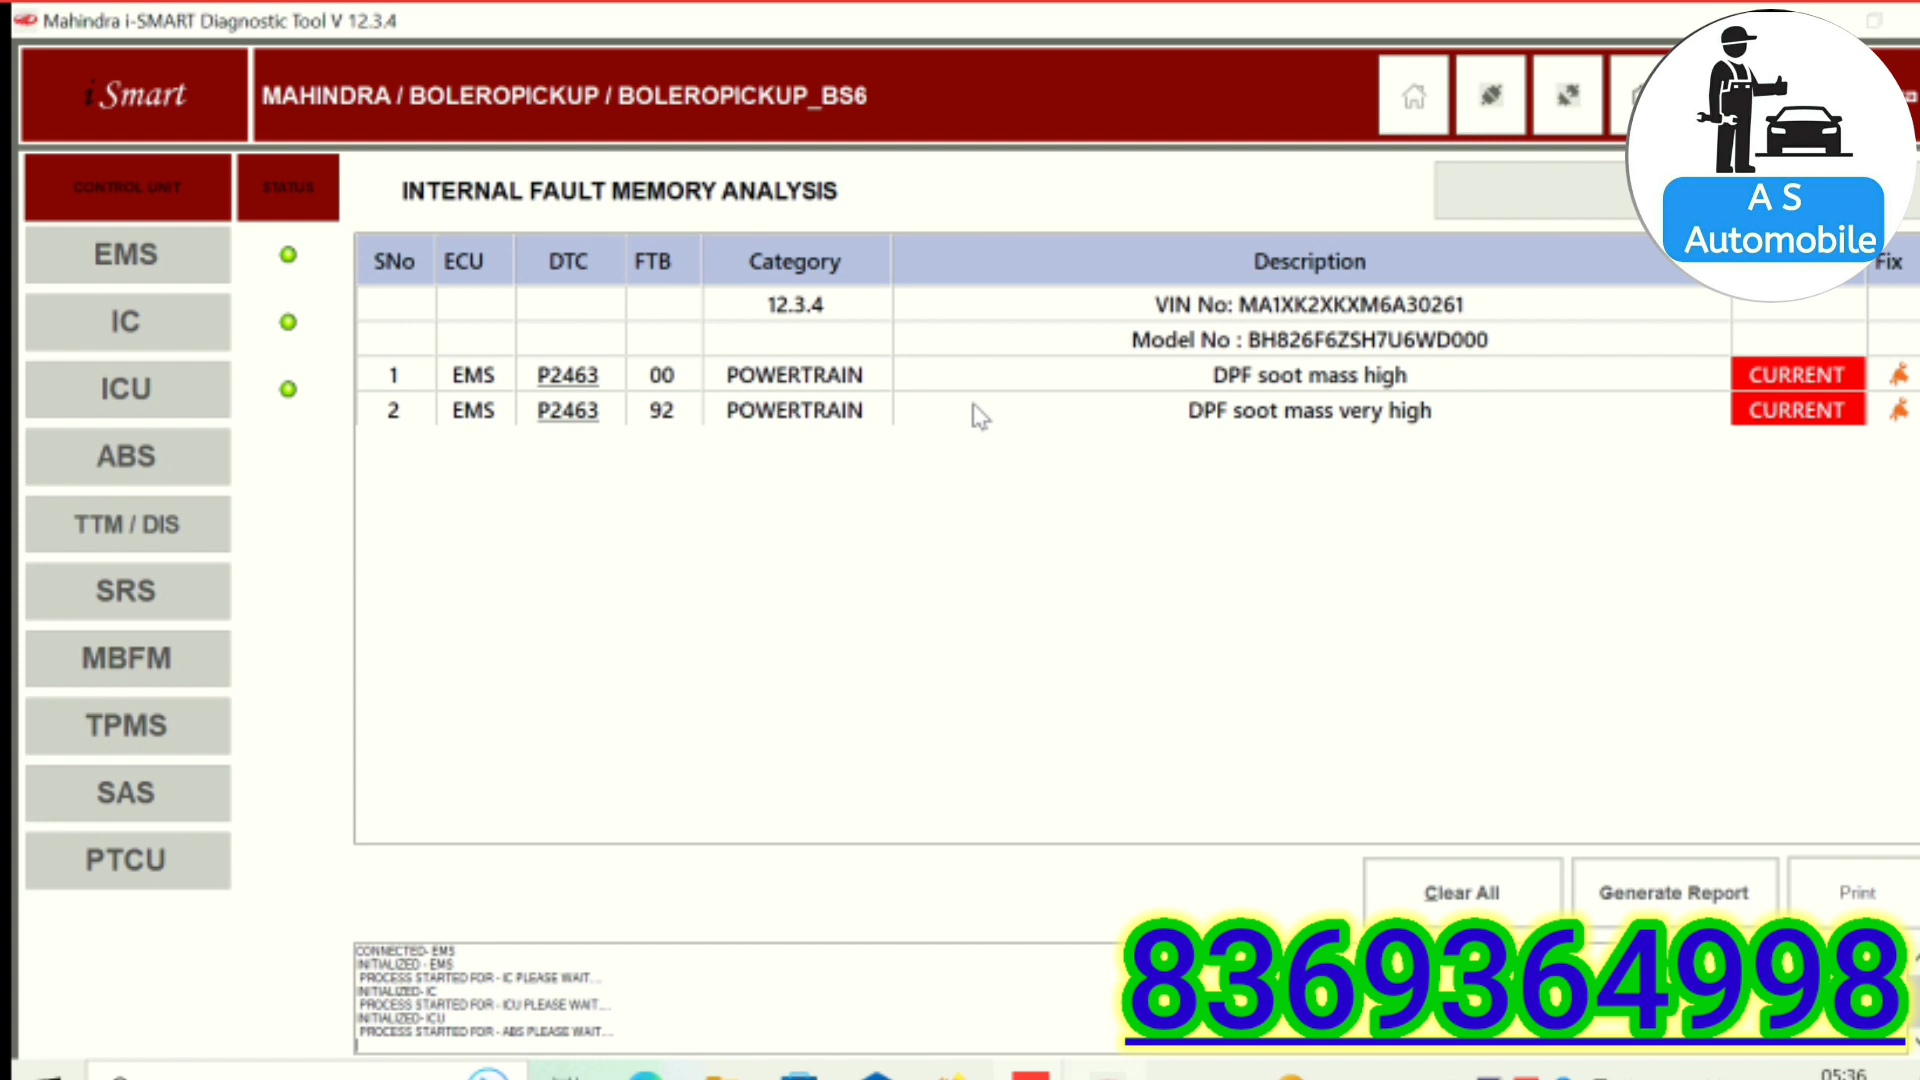 Mahindra i-SMART Diagnostic Tool V 12.3.4
i Smart
MAHINDRA / BOLEROPICKUP / BOLEROPICKUP_BS6
A S
Automobile
CONTROL UNIT
STATUS
INTERNAL FAULT MEMORY ANALYSIS
SNo ECU DTC FTB Category Description Fix
12.3.4 VIN No: MA1XK2XKXM6A30261
Model No : BH826F6ZSH7U6WD000
1 EMS P2463 00 POWERTRAIN DPF soot mass high CURRENT
2 EMS P2463 92 POWERTRAIN DPF soot mass very high CURRENT
EMS
IC
ICU
ABS
TTM / DIS
SRS
MBFM
TPMS
SAS
PTCU
Clear All
Generate Report
Print
CONNECTED- EMS
INITIALIZED - EMS
PROCESS STARTED FOR - IC PLEASE WAIT...
INITIALIZED- IC
PROCESS STARTED FOR - ICU PLEASE WAIT...
INITIALIZED- ICU
PROCESS STARTED FOR - ABS PLEASE WAIT...
8369364998
05:36